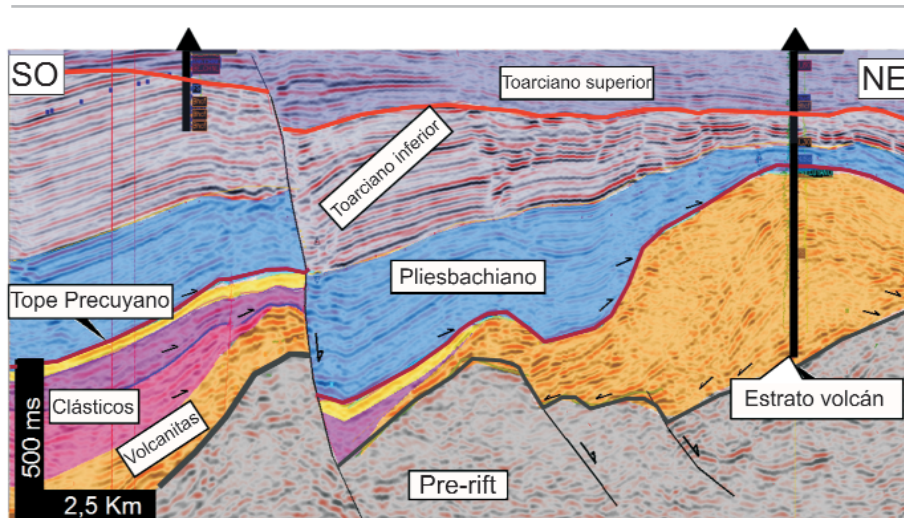 SO
NE
Toarciano superior
Toarciano inferior
Pliesbachiano
Tope Precuyano
Clásticos
Volcanitas
Estrato volcán
Pre-rift
500 ms
2,5 Km